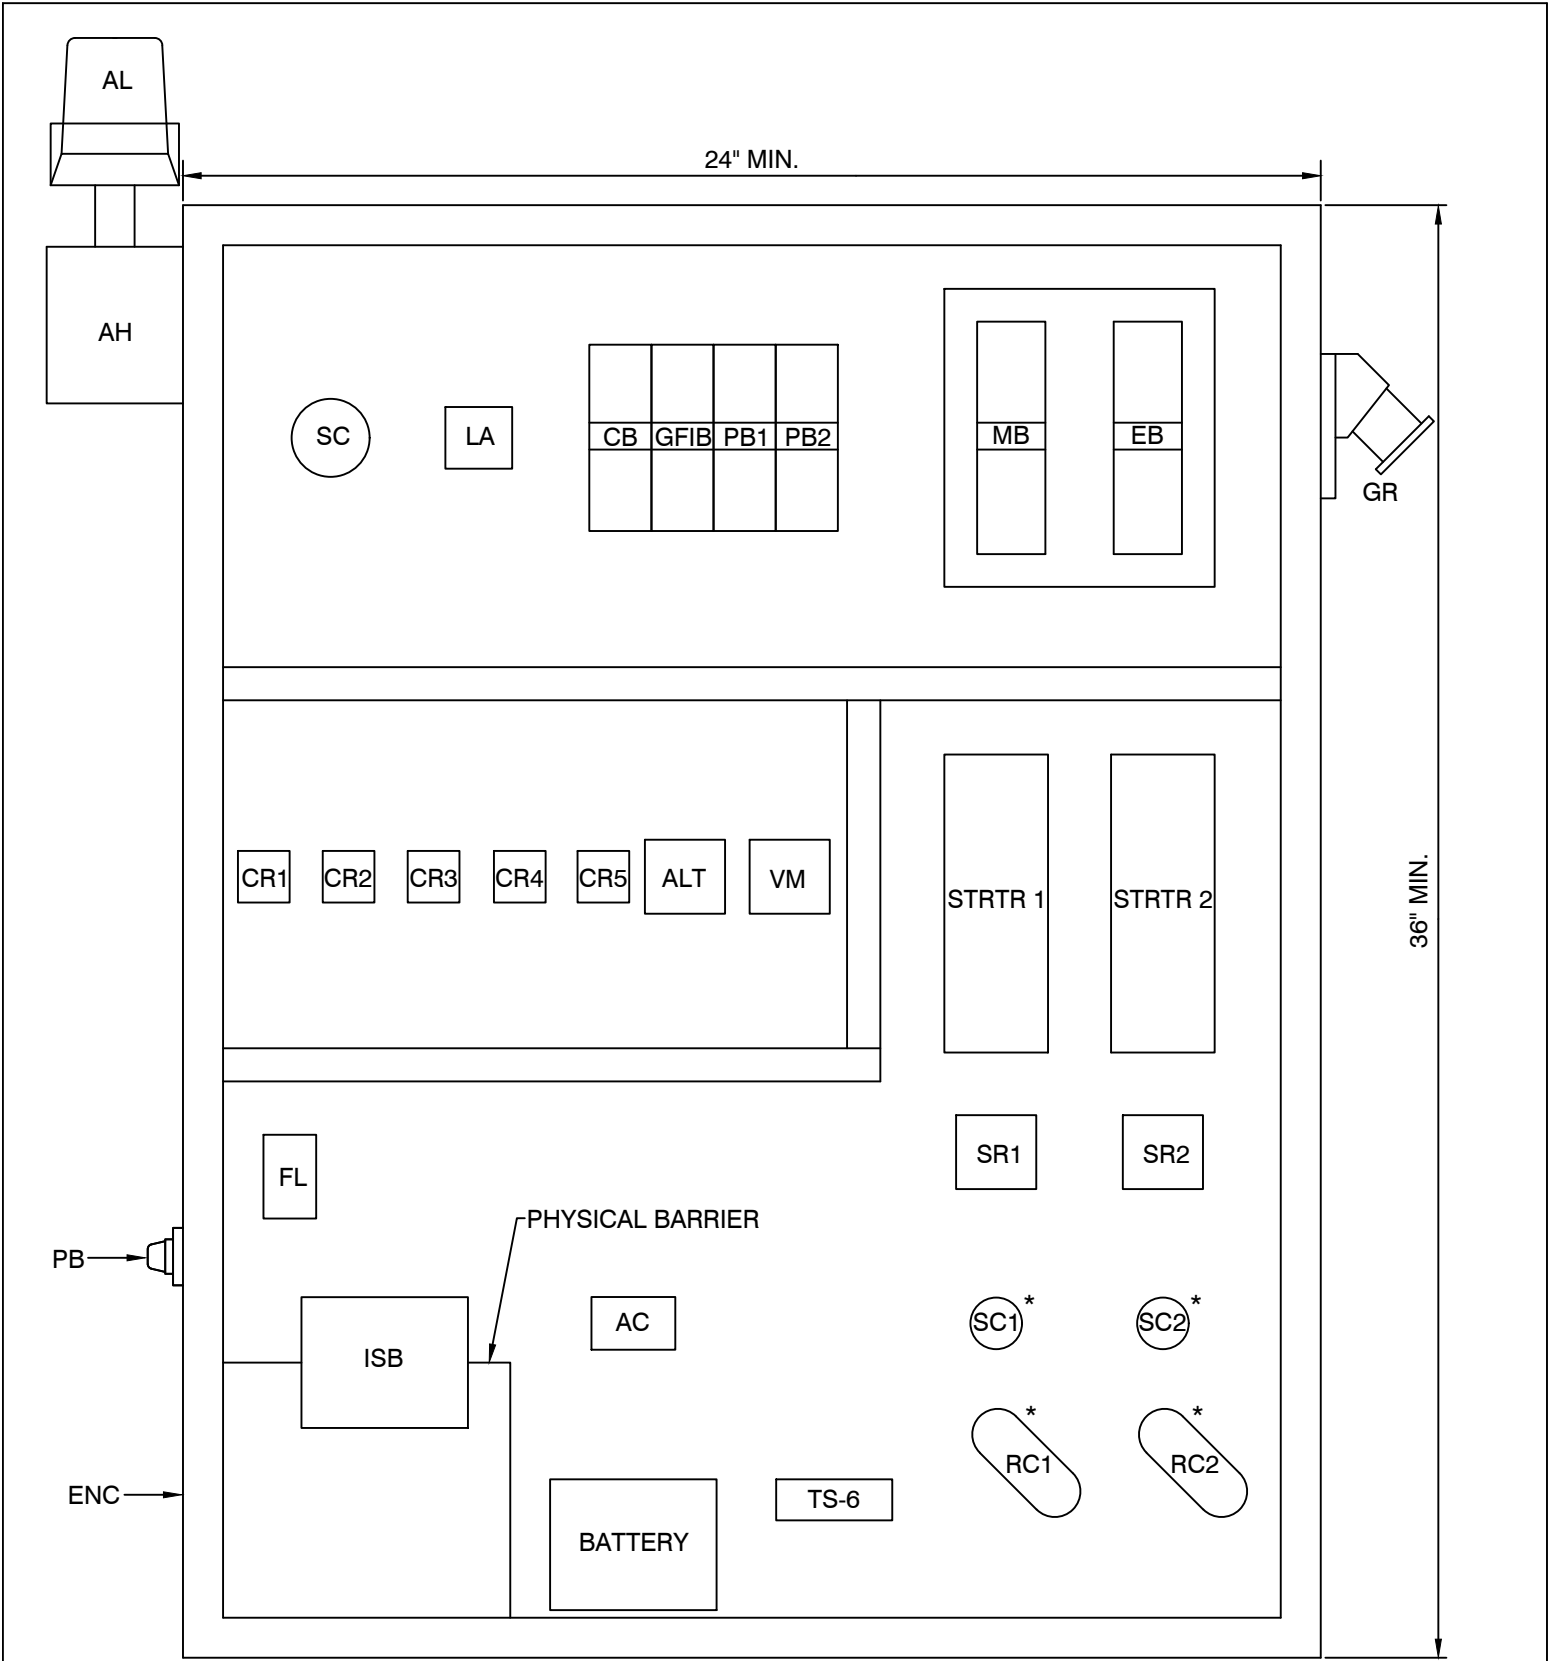 AL
24" MIN.
AH
SC
LA
CB
GFIB
PB1
PB2
MB
EB
GR
CR1
CR2
CR3
CR4
CR5
ALT
VM
STRTR 1
STRTR 2
36" MIN.
FL
SR1
SR2
PHYSICAL BARRIER
PB
ISB
AC
SC1 *
SC2 *
RC1 *
RC2 *
ENC
TS-6
BATTERY